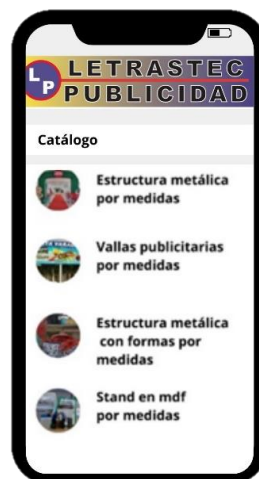 LP
LETRASTEC
PUBLICIDAD
Catálogo
Estructura metálica
por medidas
Vallas publicitarias
por medidas
Estructura metálica
con formas por
medidas
Stand en mdf
por medidas